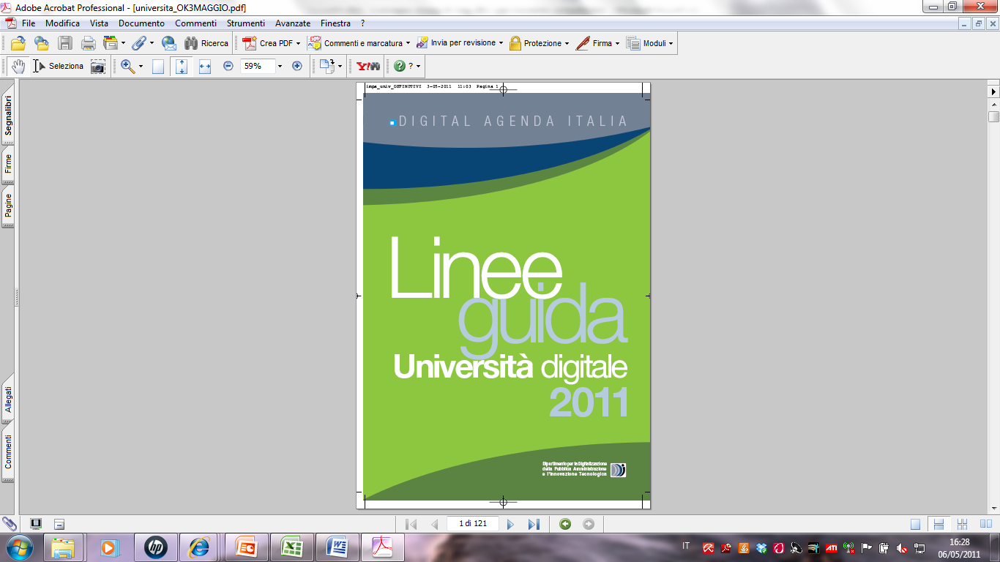 Adobe Acrobat Professional - [universita_OK3MAGGIO.pdf]
File Modifica Vista Documento Commenti Strumenti Avanzate Finestra ?
Ricerca Crea PDF Commenti e marcatura Invia per revisione Protezione Firma Moduli
Seleziona 59% Y! ?
impa_univ_DEFINITIVI 3-05-2011 11:03 Pagina 1
DIGITAL AGENDA ITALIA
Segnalibri
Firme
Pagine
Linee
guida
Università digitale
2011
Allegati
Commenti
Dipartimento per la Digitalizzazione
della Pubblica Amministrazione
e l'Innovazione Tecnologica
1 di 121
hp IT ATI 16:28
06/05/2011